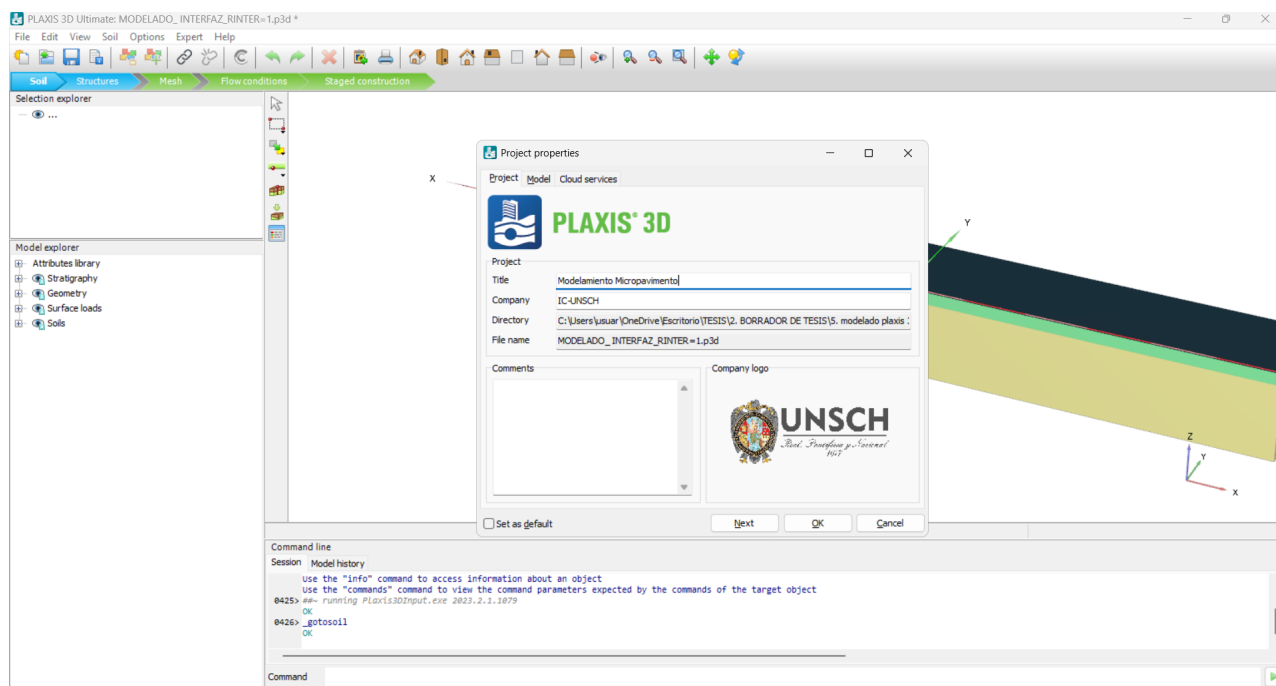 PLAXIS 3D Ultimate: MODELADO_ INTERFAZ_RINTER=1.p3d *
File Edit View Soil Options Expert Help
Soil Structures Mesh Flow conditions Staged construction
Selection explorer
...
Model explorer
Attributes library
Stratigraphy
Geometry
Surface loads
Soils
X
Y
Project properties
Project Model Cloud services
PLAXIS® 3D
Project
Title Modelamiento Micropavimento
Company IC-UNSCH
Directory C:\Users\usuar\OneDrive\Escritorio\TESIS\2. BORRADOR DE TESIS\5. modelado plaxis
File name MODELADO_ INTERFAZ_RINTER=1.p3d
Comments
Company logo
UNSCH
Real. Pontificia y Nacional
1677
Set as default
Next OK Cancel
Z
Y
X
Command line
Session Model history
Use the "info" command to access information about an object
Use the "commands" command to view the command parameters expected by the commands of the target object
0425> ##~ running Plaxis3DInput.exe 2023.2.1.1079
OK
0426> _gotosoil
OK
Command